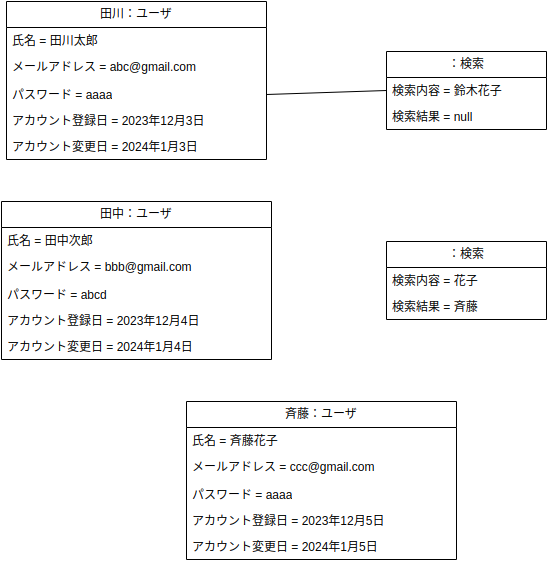 田川：ユーザ
氏名 = 田川太郎
メールアドレス = abc@gmail.com
パスワード = aaaa
アカウント登録日 = 2023年12月3日
アカウント変更日 = 2024年1月3日
：検索
検索内容 = 鈴木花子
検索結果 = null
田中：ユーザ
氏名 = 田中次郎
メールアドレス = bbb@gmail.com
パスワード = abcd
アカウント登録日 = 2023年12月4日
アカウント変更日 = 2024年1月4日
：検索
検索内容 = 花子
検索結果 = 斉藤
斉藤：ユーザ
氏名 = 斉藤花子
メールアドレス = ccc@gmail.com
パスワード = aaaa
アカウント登録日 = 2023年12月5日
アカウント変更日 = 2024年1月5日